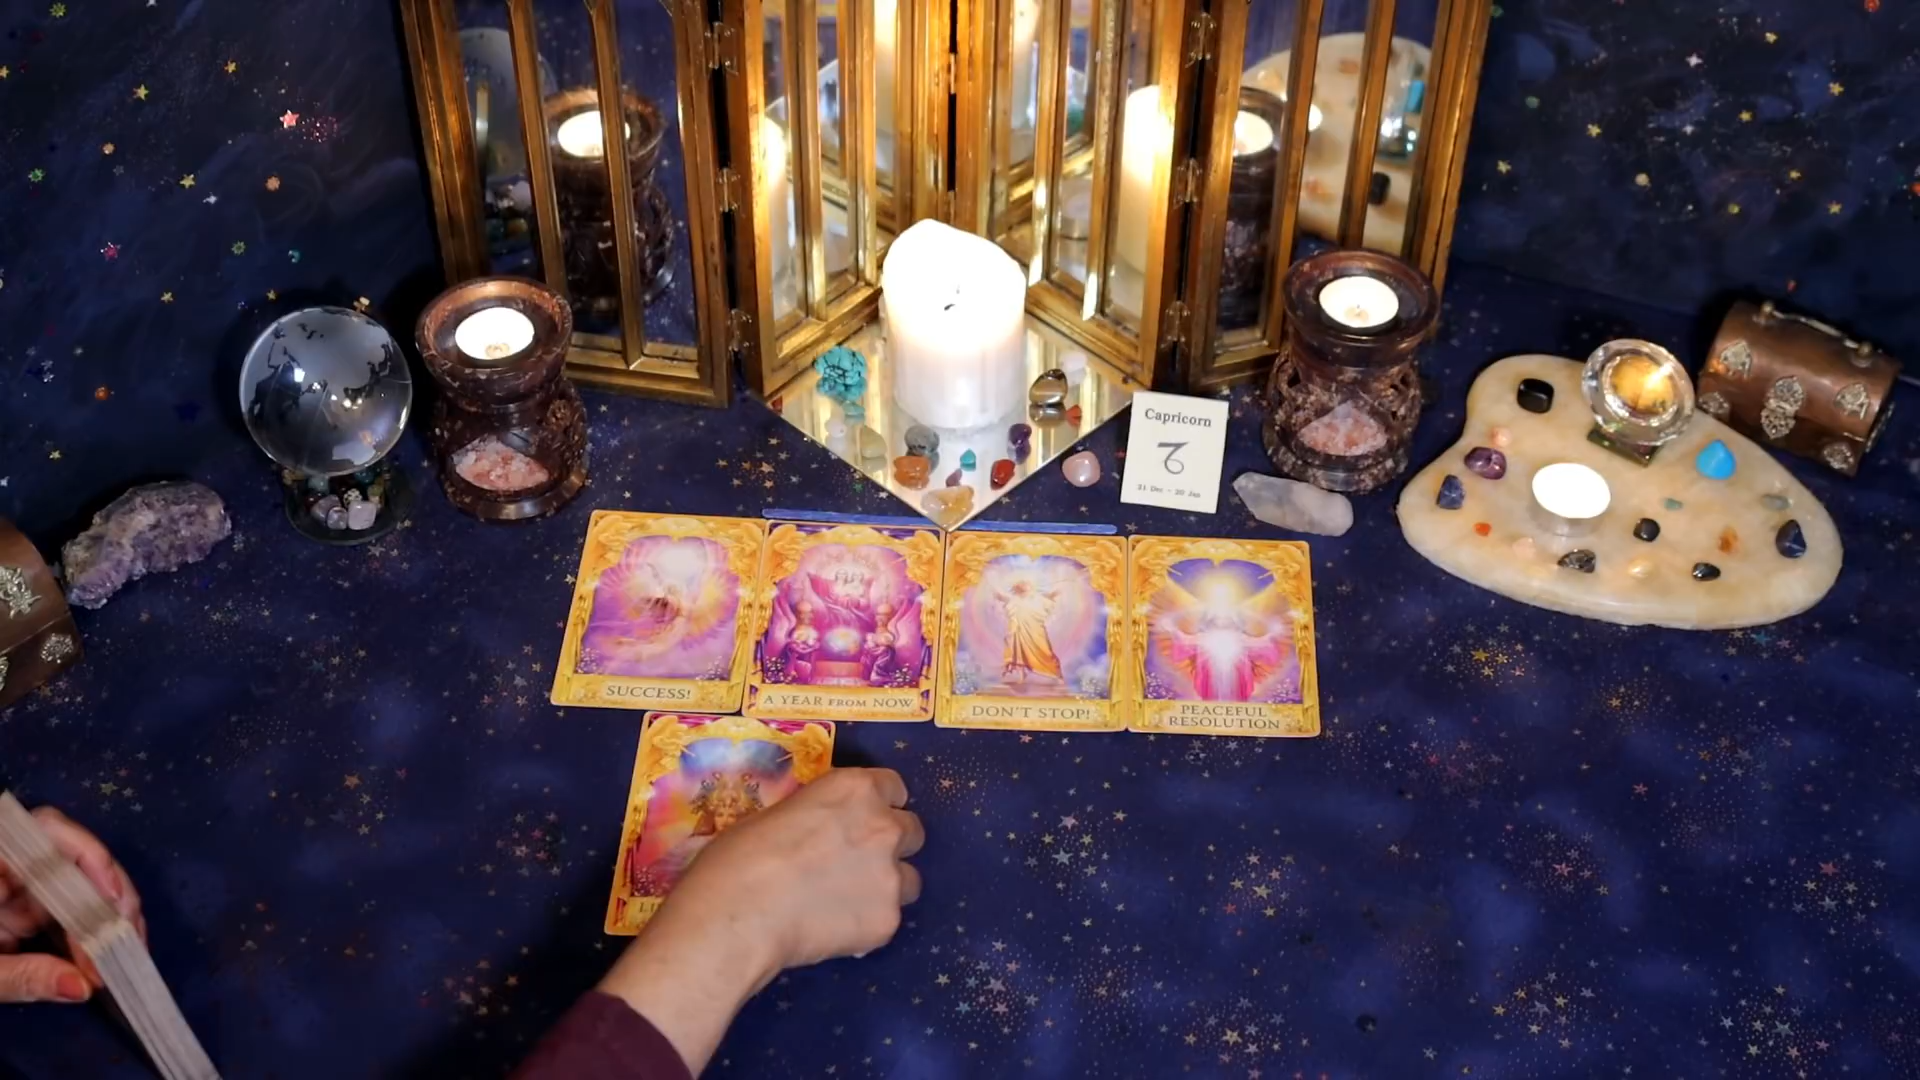 Capricorn
21 Dec - 20 Jan
SUCCESS!
A YEAR FROM NOW
DON'T STOP!
PEACEFUL
RESOLUTION